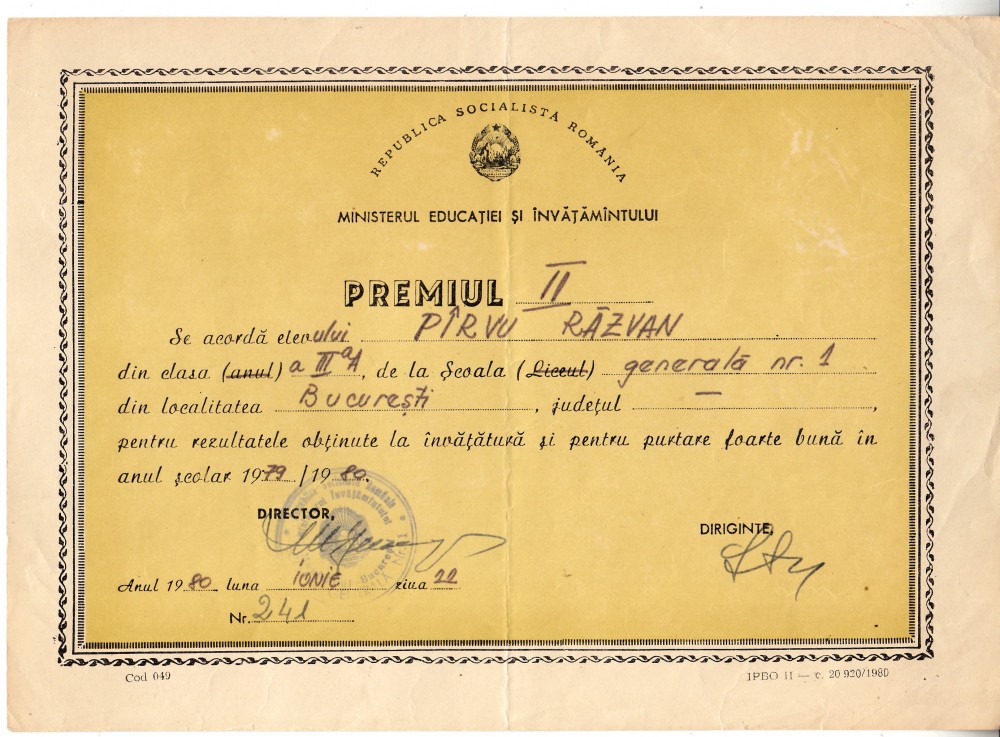 REPUBLICA SOCIALISTĂ ROMÂNIA
MINISTERUL EDUCAȚIEI ȘI ÎNVĂȚĂMÎNTULUI
PREMIUL II
Se acordă elevului PÎRVU RĂZVAN
din clasa (anul) a III a A, de la Școala (Liceul) generală nr. 1
din localitatea București, județul —,
pentru rezultatele obținute la învățătură și pentru purtare foarte bună în
anul școlar 1979/1980.
DIRECTOR,
DIRIGINTE,
Anul 1980 luna IUNIE ziua 22
Nr. 241
Cod 049
IPBO II — c. 20 920/1980